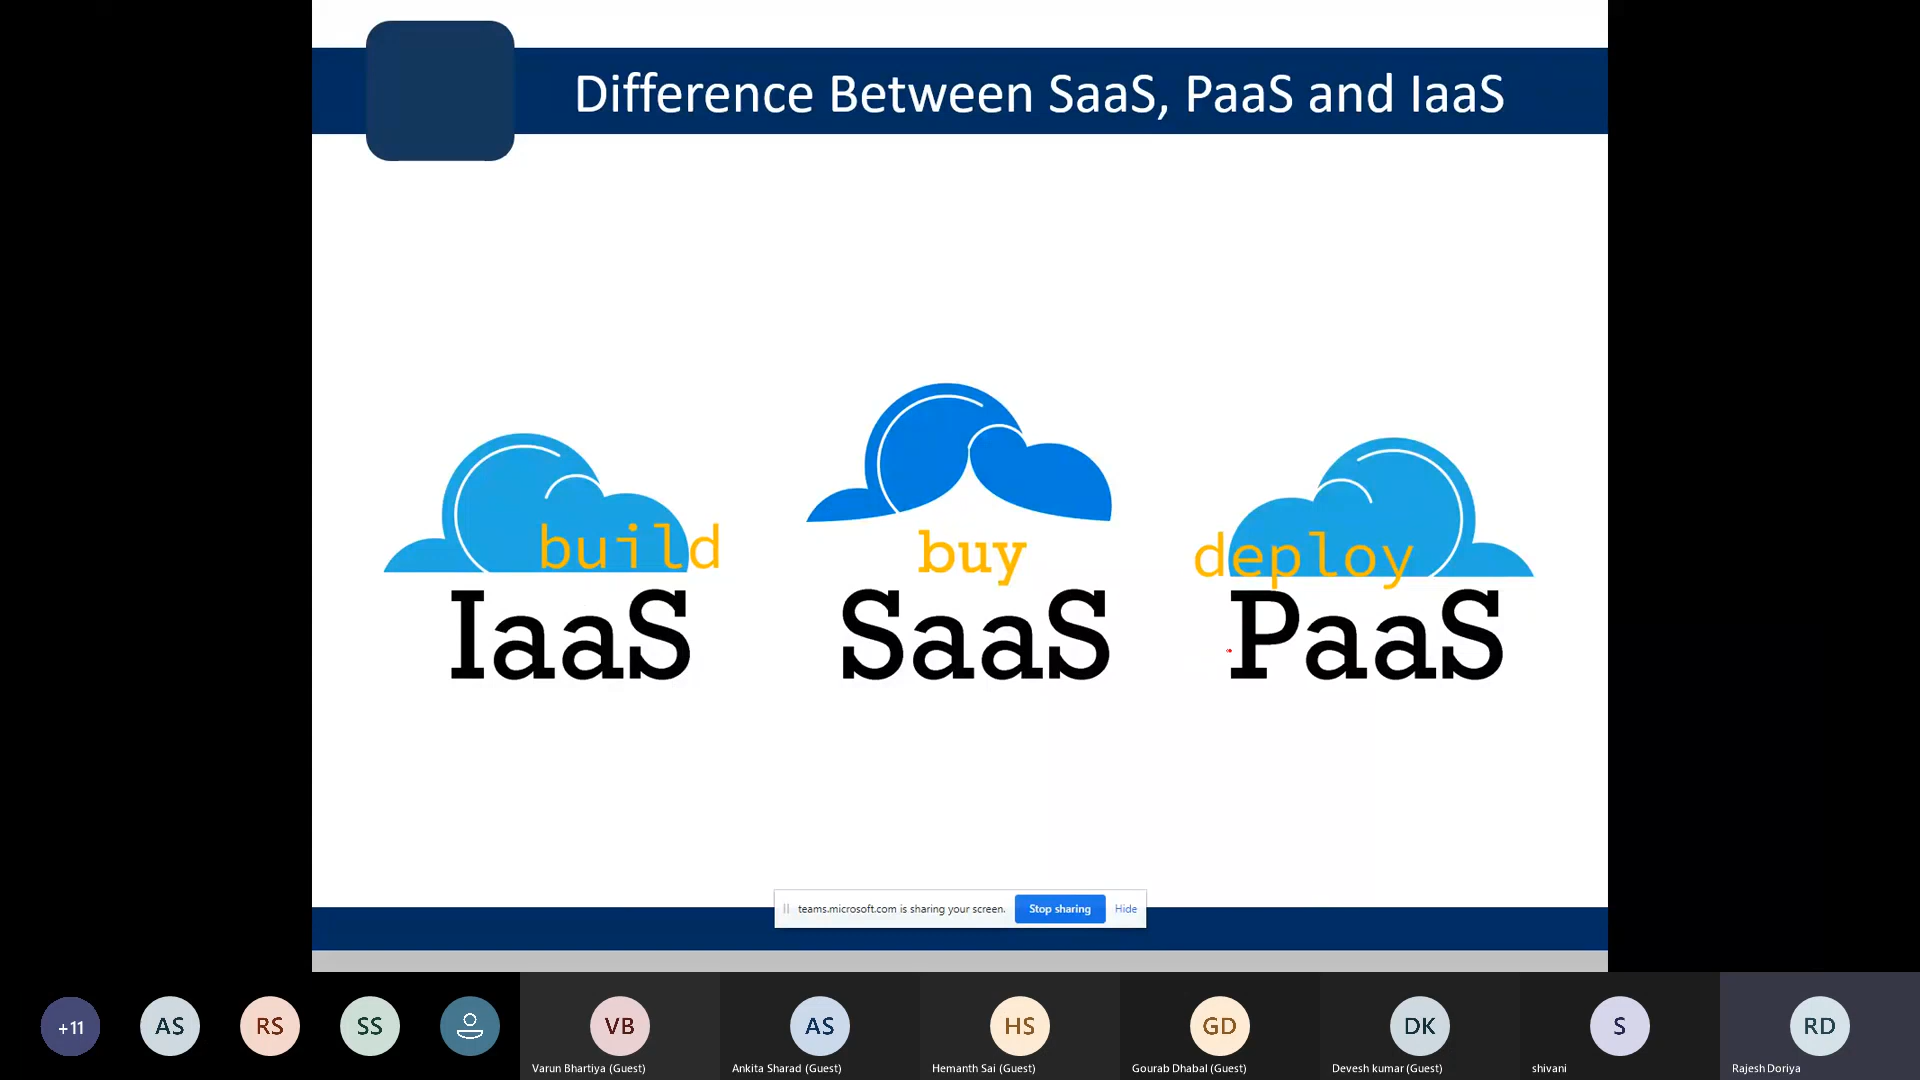 Difference Between SaaS, PaaS and IaaS
build
IaaS
buy
SaaS
deploy
PaaS
teams.microsoft.com is sharing your screen. Stop sharing Hide
+11 AS RS SS VB AS HS GD DK S RD
Varun Bhartiya (Guest) Ankita Sharad (Guest) Hemanth Sai (Guest) Gourab Dhabal (Guest) Devesh kumar (Guest) shivani Rajesh Doriya